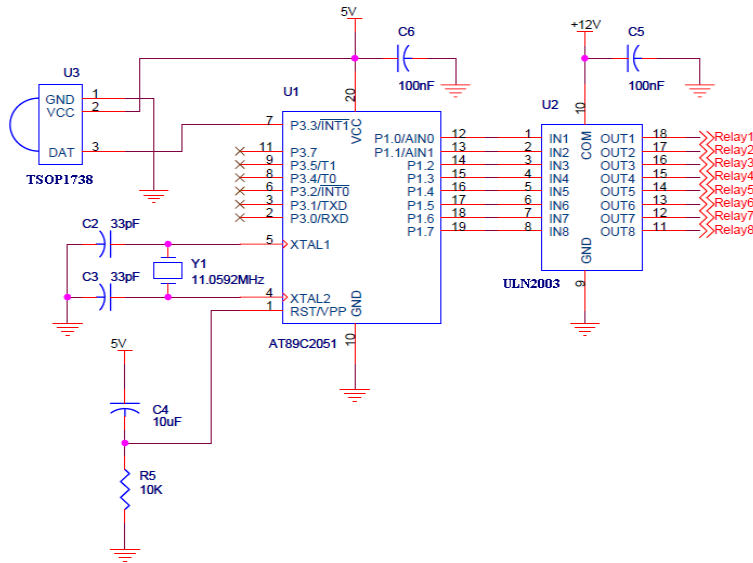 5V
C6
100nF
+12V
C5
100nF
U3
GND 1
VCC 2
DAT 3
TSOP1738
U1
20
VCC
7 P3.3/INT1
11 P3.7
9 P3.5/T1
8 P3.4/T0
6 P3.2/INT0
3 P3.1/TXD
2 P3.0/RXD
5 XTAL1
4 XTAL2
1 RST/VPP
GND
10
P1.0/AIN0 12
P1.1/AIN1 13
P1.2 14
P1.3 15
P1.4 16
P1.5 17
P1.6 18
P1.7 19
AT89C2051
U2
10
COM
1 IN1
2 IN2
3 IN3
4 IN4
5 IN5
6 IN6
7 IN7
8 IN8
OUT1 18 Relay1
OUT2 17 Relay2
OUT3 16 Relay3
OUT4 15 Relay4
OUT5 14 Relay5
OUT6 13 Relay6
OUT7 12 Relay7
OUT8 11 Relay8
GND
9
ULN2003
C2 33pF
C3 33pF
Y1
11.0592MHz
5V
C4
10uF
R5
10K